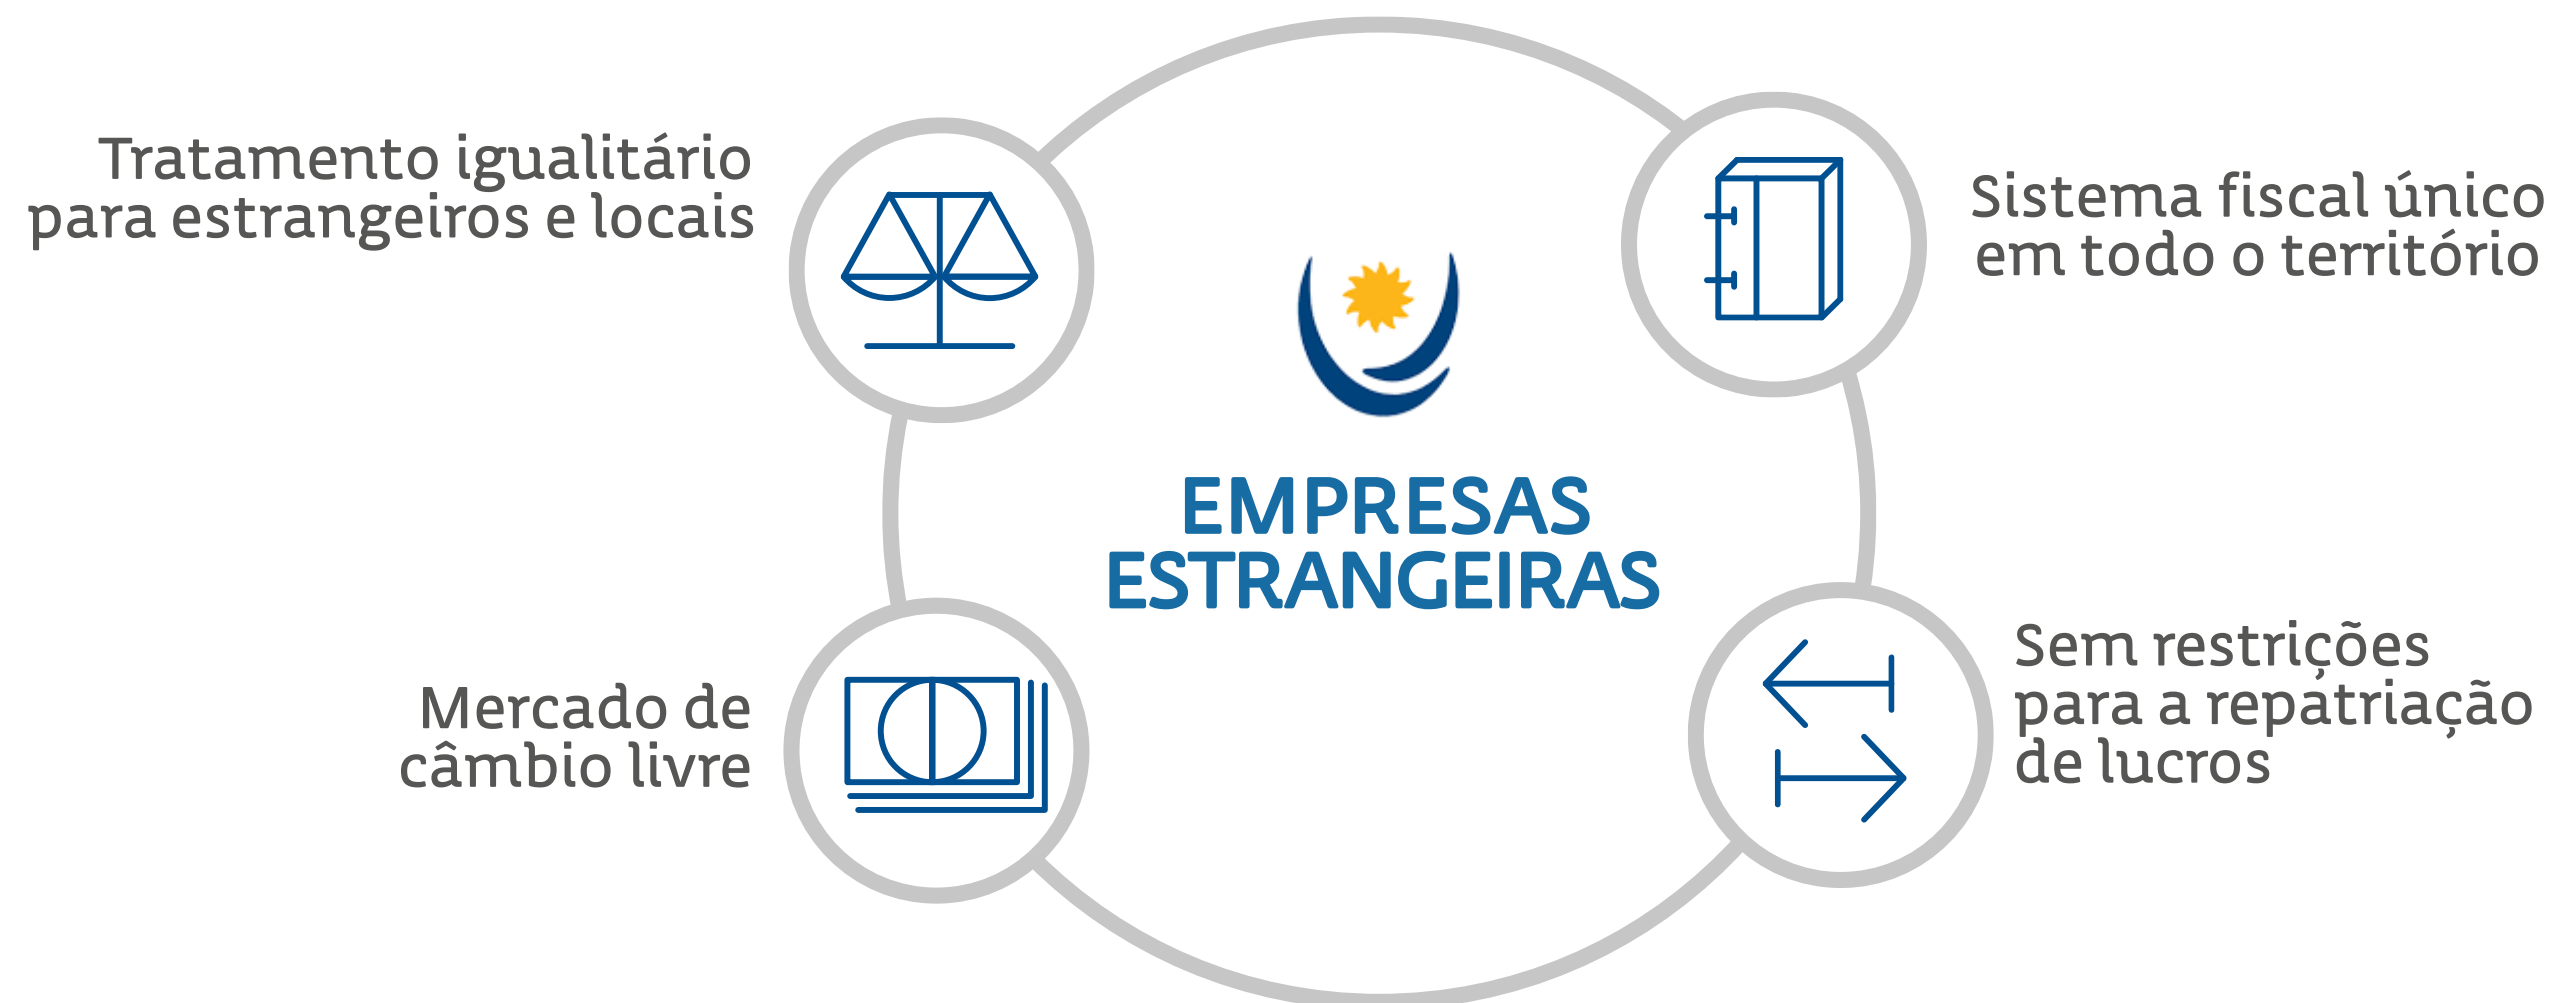 Tratamento igualitário
para estrangeiros e locais
Sistema fiscal único
em todo o território
EMPRESAS
ESTRANGEIRAS
Mercado de
câmbio livre
Sem restrições
para a repatriação
de lucros